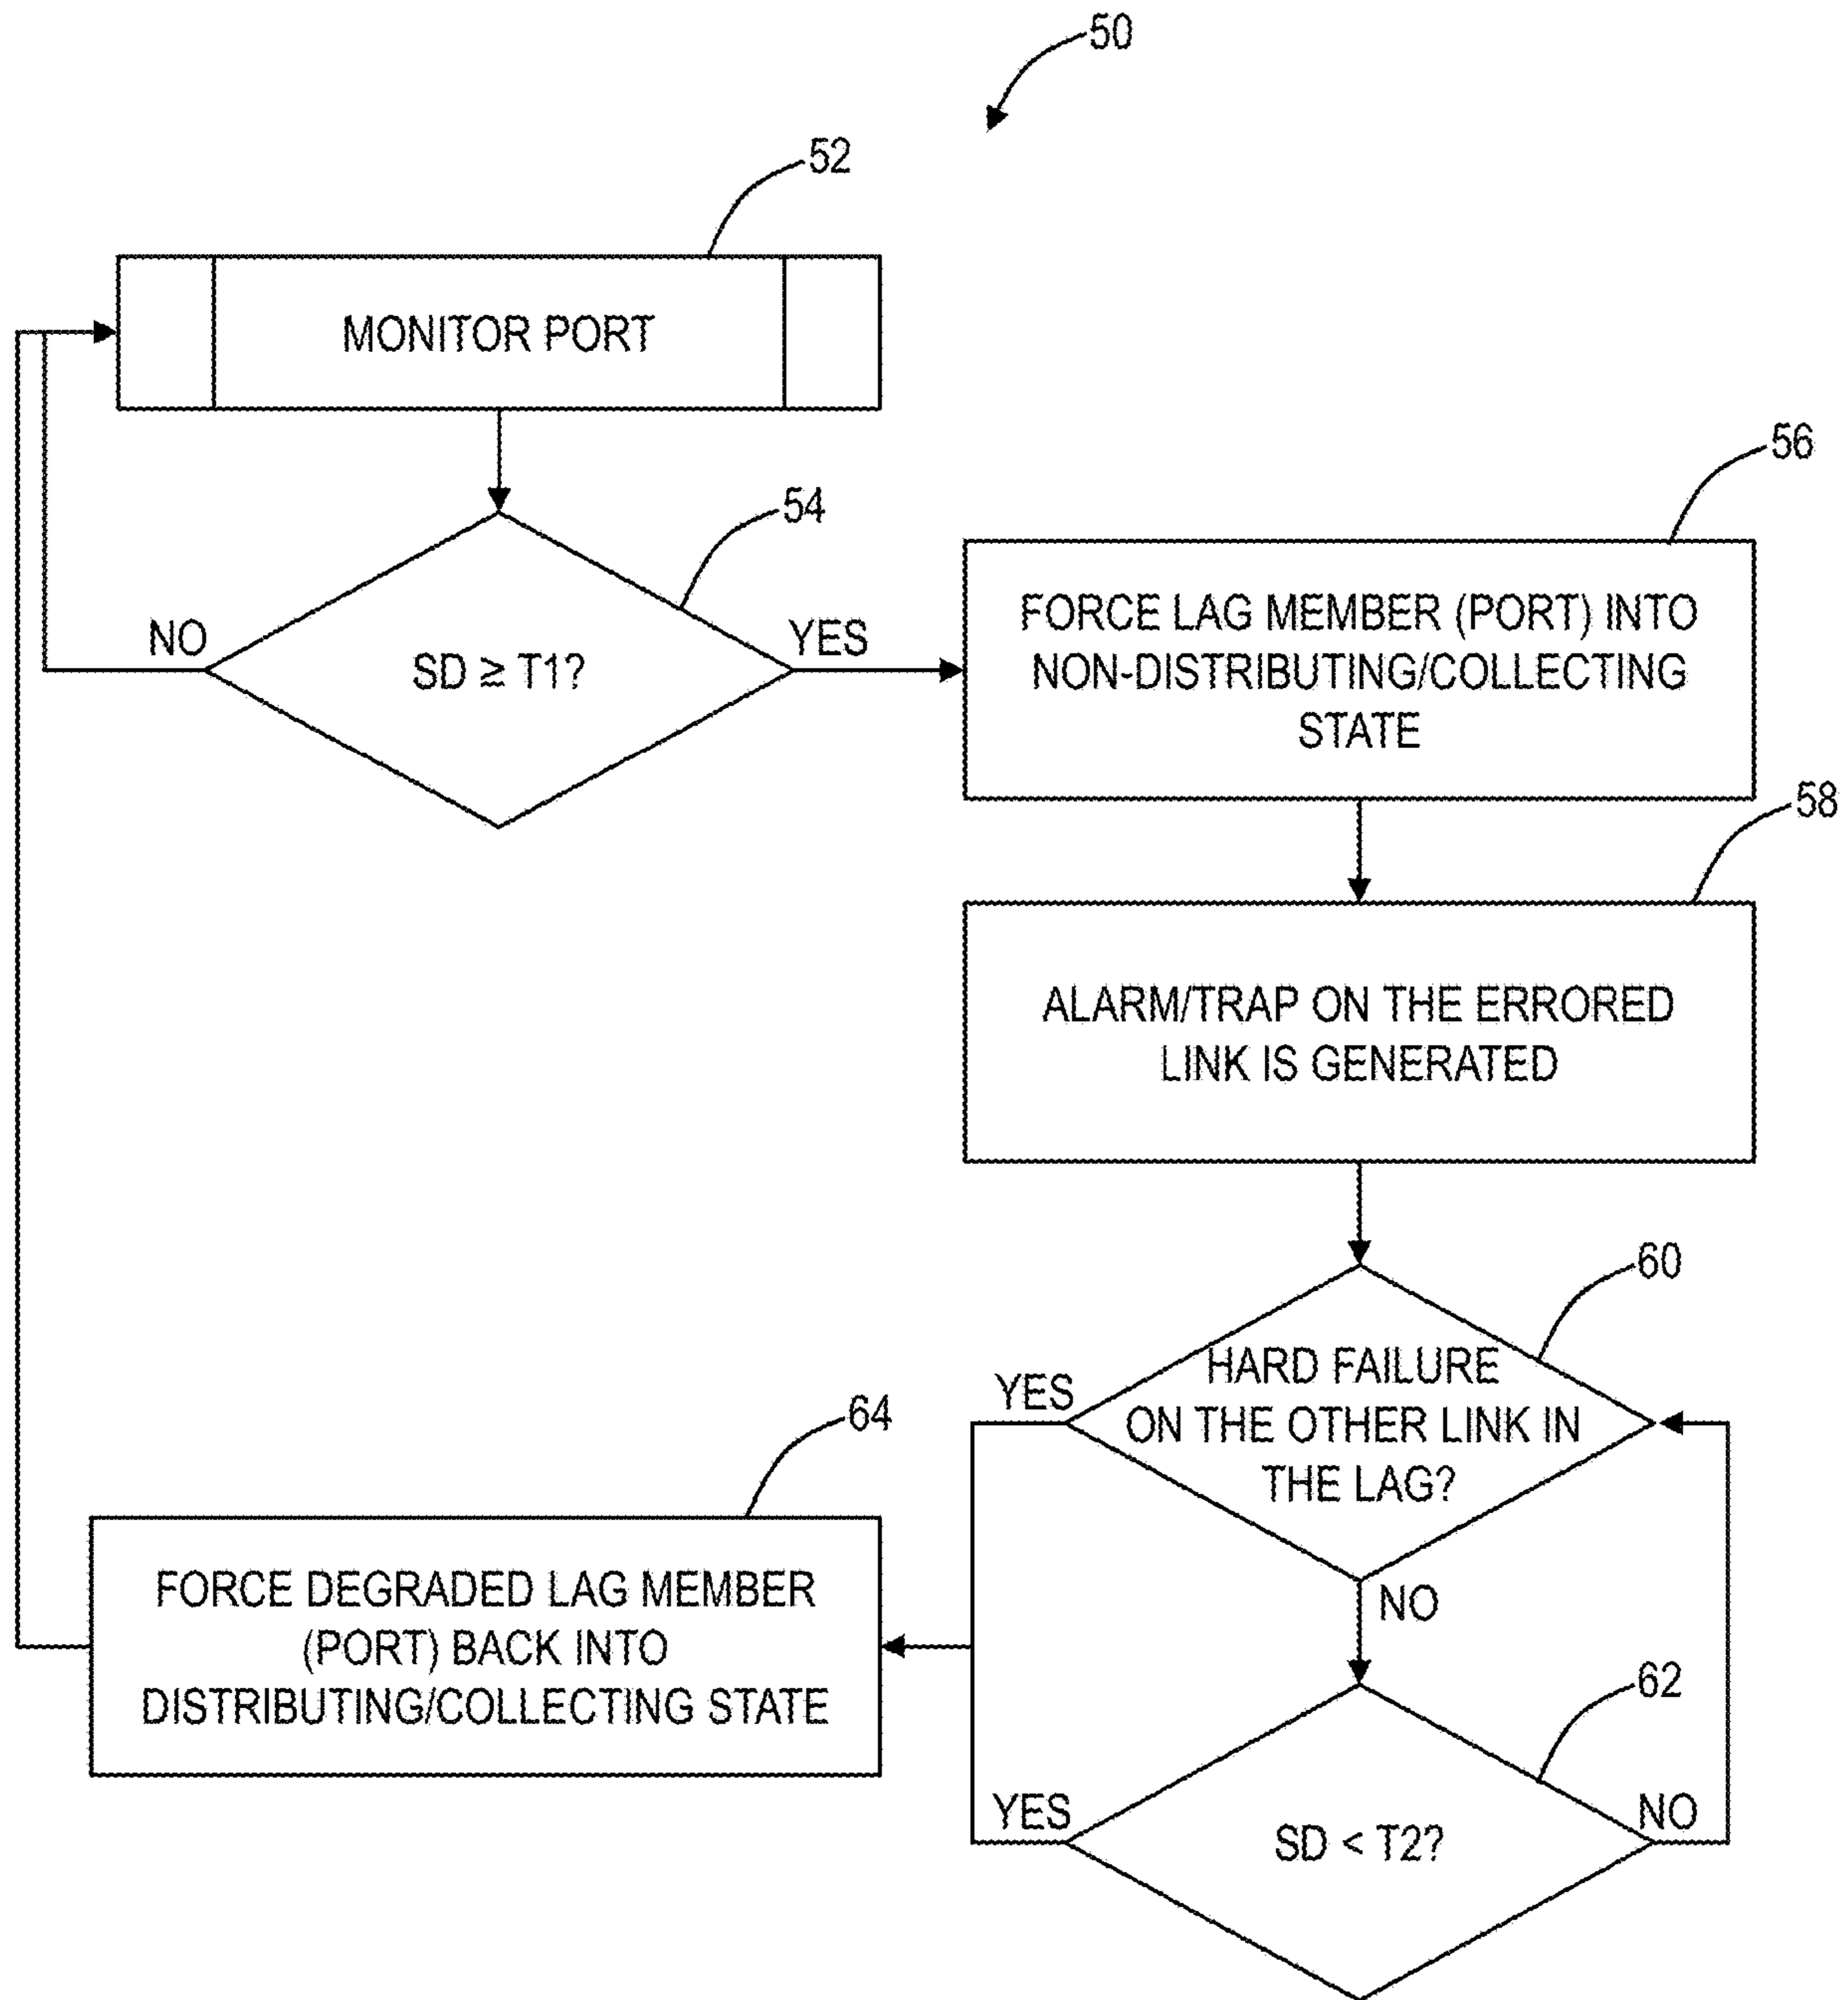 50
52
MONITOR PORT
54
NO
YES
SD ≥ T1?
56
FORCE LAG MEMBER (PORT) INTO
NON-DISTRIBUTING/COLLECTING
STATE
58
ALARM/TRAP ON THE ERRORED
LINK IS GENERATED
60
YES
HARD FAILURE
ON THE OTHER LINK IN
THE LAG?
NO
64
FORCE DEGRADED LAG MEMBER
(PORT) BACK INTO
DISTRIBUTING/COLLECTING STATE
62
YES
SD < T2?
NO